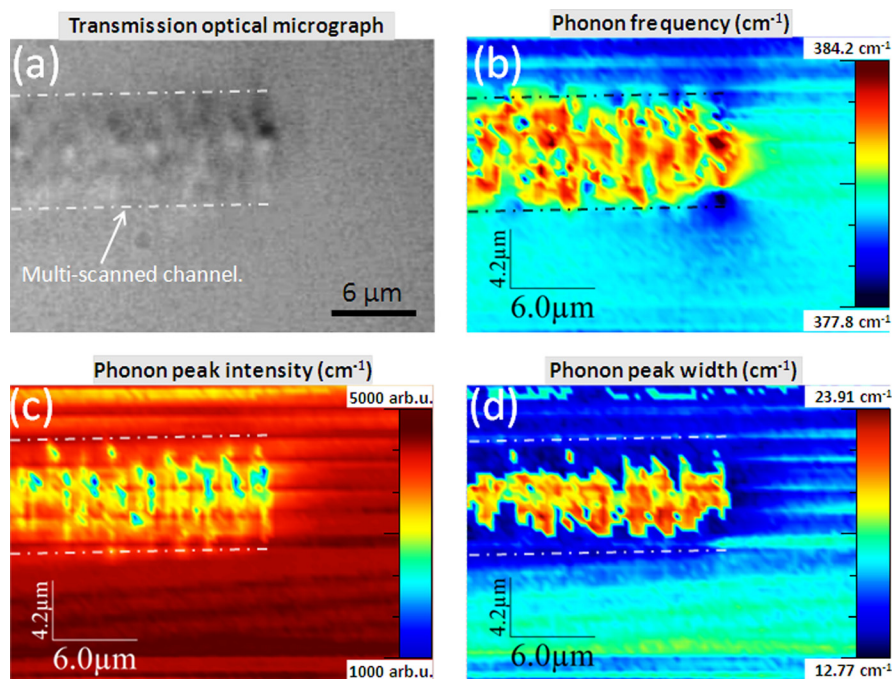 Transmission optical micrograph
(a)
Multi-scanned channel.
6 µm
Phonon frequency (cm-1)
(b)
384.2 cm-1
4.2µm
6.0µm
377.8 cm-1
Phonon peak intensity (cm-1)
(c)
5000 arb.u.
4.2µm
6.0µm
1000 arb.u.
Phonon peak width (cm-1)
(d)
23.91 cm-1
4.2µm
6.0µm
12.77 cm-1